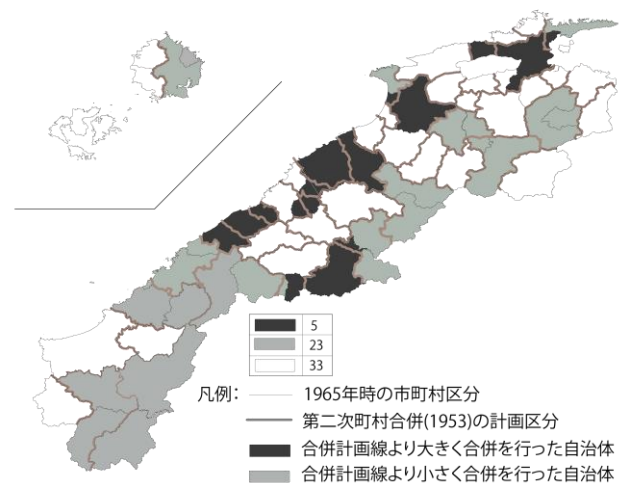 5
23
33
凡例：
1965年時の市町村区分
第二次町村合併(1953)の計画区分
合併計画線より大きく合併を行った自治体
合併計画線より小さく合併を行った自治体